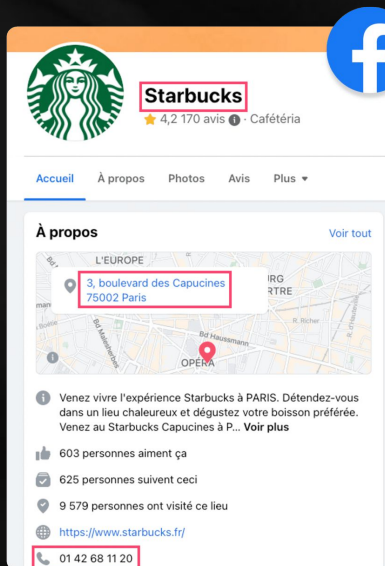 Starbucks
4,2 170 avis · Cafétéria
Accueil À propos Photos Avis Plus
À propos
Voir tout
L'EUROPE
3, boulevard des Capucines
75002 Paris
Bd Malesherbes
Bd Haussmann
R. Richer
OPÉRA
Venez vivre l'expérience Starbucks à PARIS. Détendez-vous
dans un lieu chaleureux et dégustez votre boisson préférée.
Venez au Starbucks Capucines à P... Voir plus
603 personnes aiment ça
625 personnes suivent ceci
9 579 personnes ont visité ce lieu
https://www.starbucks.fr/
01 42 68 11 20